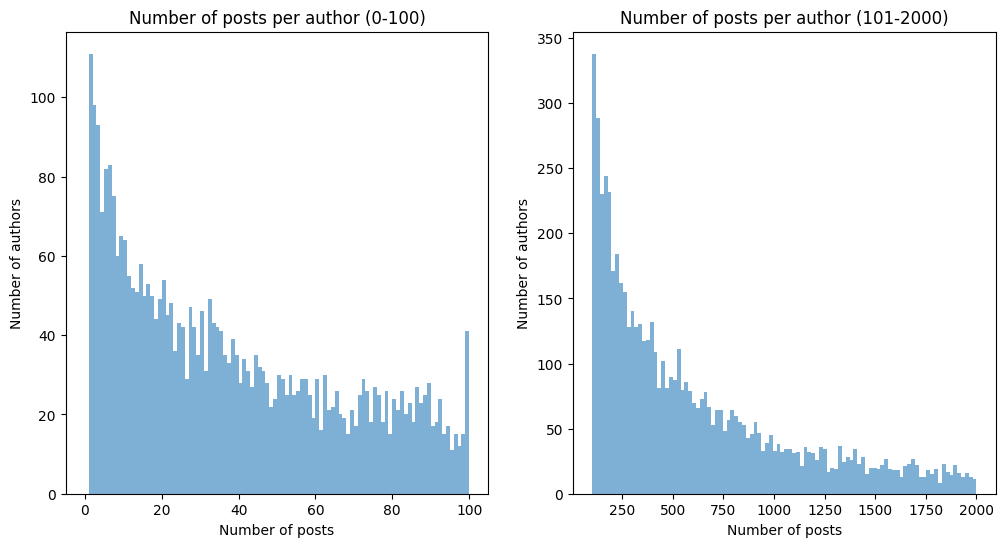 Number of posts per author (0-100)
Number of authors
100
80
60
40
20
0
0 20 40 60 80 100
Number of posts
Number of posts per author (101-2000)
Number of authors
350
300
250
200
150
100
50
0
250 500 750 1000 1250 1500 1750 2000
Number of posts